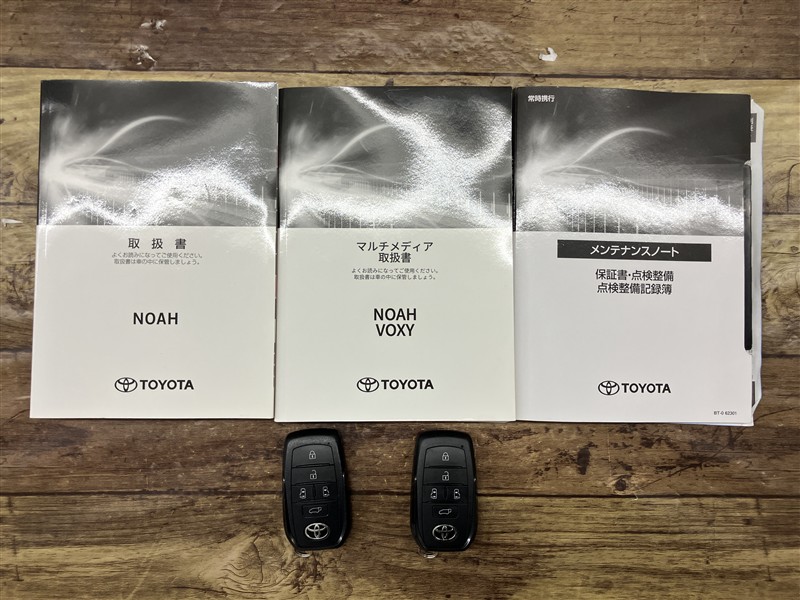 取扱書
よくお読みになってご使用ください。
取扱書は車の中に保管しましょう。
NOAH
TOYOTA
マルチメディア
取扱書
よくお読みになってご使用ください。
取扱書は車の中に保管しましょう。
NOAH
VOXY
TOYOTA
常時携行
メンテナンスノート
保証書・点検整備
点検整備記録簿
TOYOTA
BT-0 62301